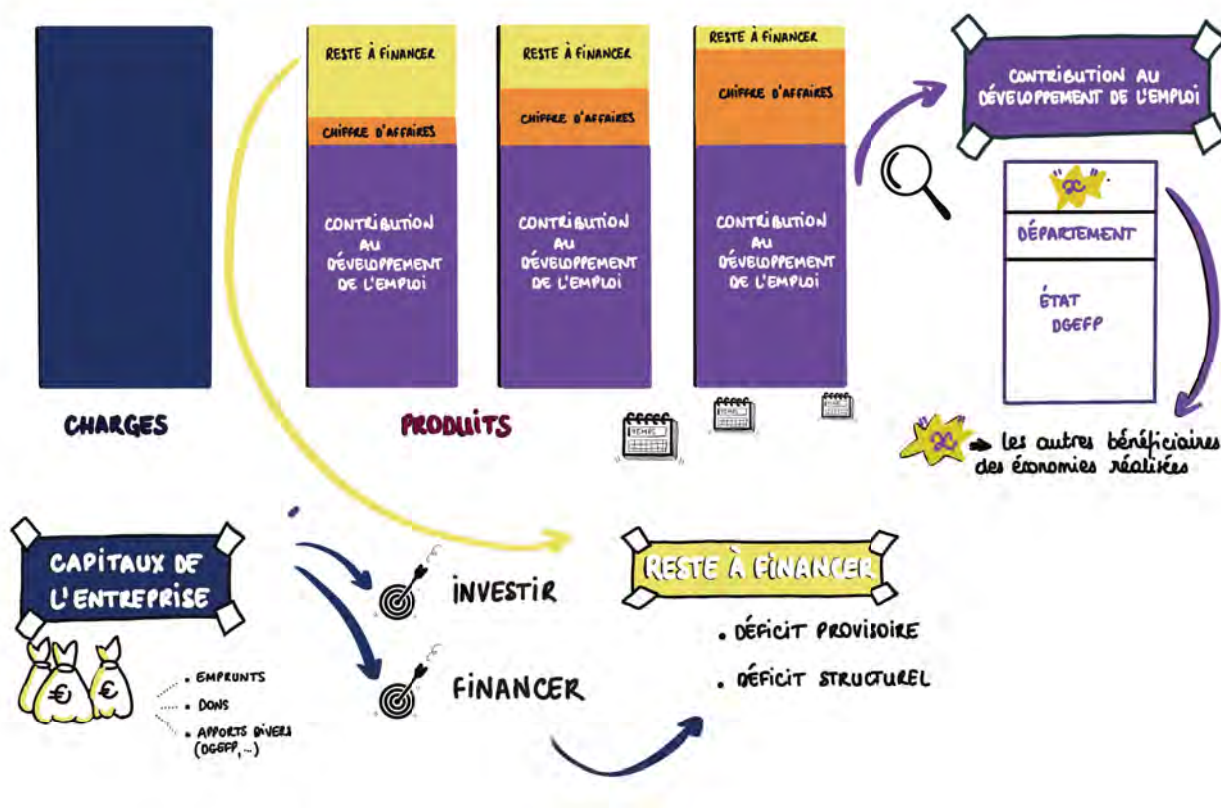 RESTE À FINANCER
CHIFFRE D'AFFAIRES
CONTRIBUTION
AU
DÉVELOPPEMENT
DE L'EMPLOI
RESTE À FINANCER
CHIFFRE D'AFFAIRES
CONTRIBUTION
AU
DÉVELOPPEMENT
DE L'EMPLOI
RESTE À FINANCER
CHIFFRE D'AFFAIRES
CONTRIBUTION
AU
DÉVELOPPEMENT
DE L'EMPLOI
CONTRIBUTION AU
DÉVELOPPEMENT DE L'EMPLOI
"x"
DÉPARTEMENT
ÉTAT
DGEFP
CHARGES
PRODUITS
x
les autres bénéficiaires
des économies réalisées
CAPITAUX DE
L'ENTREPRISE
€ €
• EMPRUNTS
• DONS
• APPORTS DIVERS
(DGEFP,...)
INVESTIR
FINANCER
RESTE À FINANCER
• DÉFICIT PROVISOIRE
• DÉFICIT STRUCTUREL